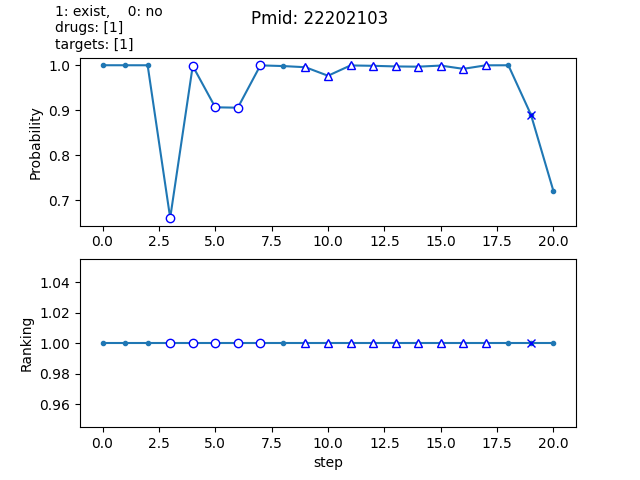 1: exist,    0: no
drugs: [1]
targets: [1]
Pmid: 22202103
1.0
0.9
0.8
0.7
Probability
0.0 2.5 5.0 7.5 10.0 12.5 15.0 17.5 20.0
1.04
1.02
1.00
0.98
0.96
Ranking
0.0 2.5 5.0 7.5 10.0 12.5 15.0 17.5 20.0
step